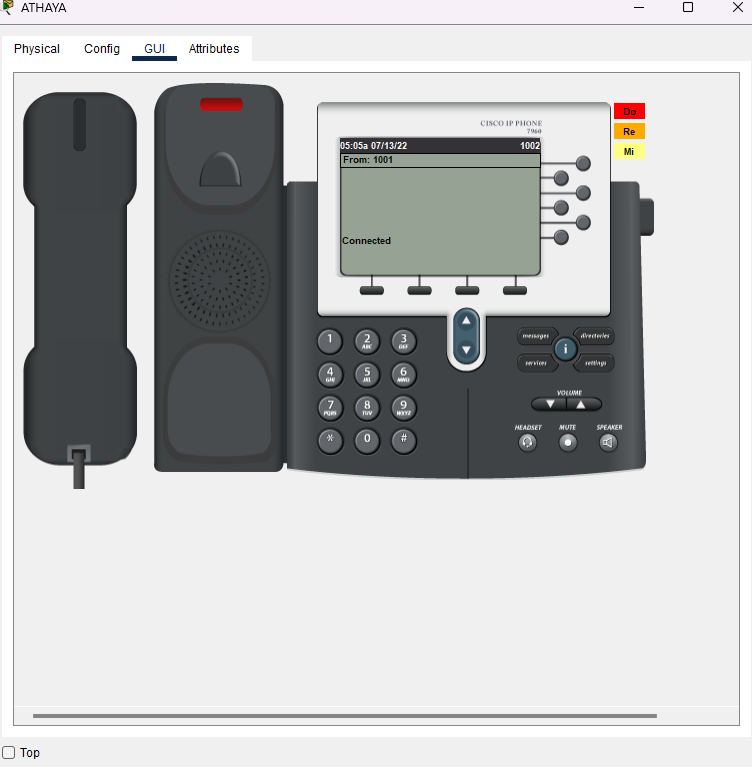 ATHAYA
Physical Config GUI Attributes
CISCO IP PHONE
7960
05:05a 07/13/22 1002
From: 1001
Connected
Do
Re
Mi
1 2 ABC 3 DEF
4 GHI 5 JKL 6 MNO
7 PQRS 8 TUV 9 WXYZ
* 0 #
messages directories
i
services settings
VOLUME
HEADSET MUTE SPEAKER
Top